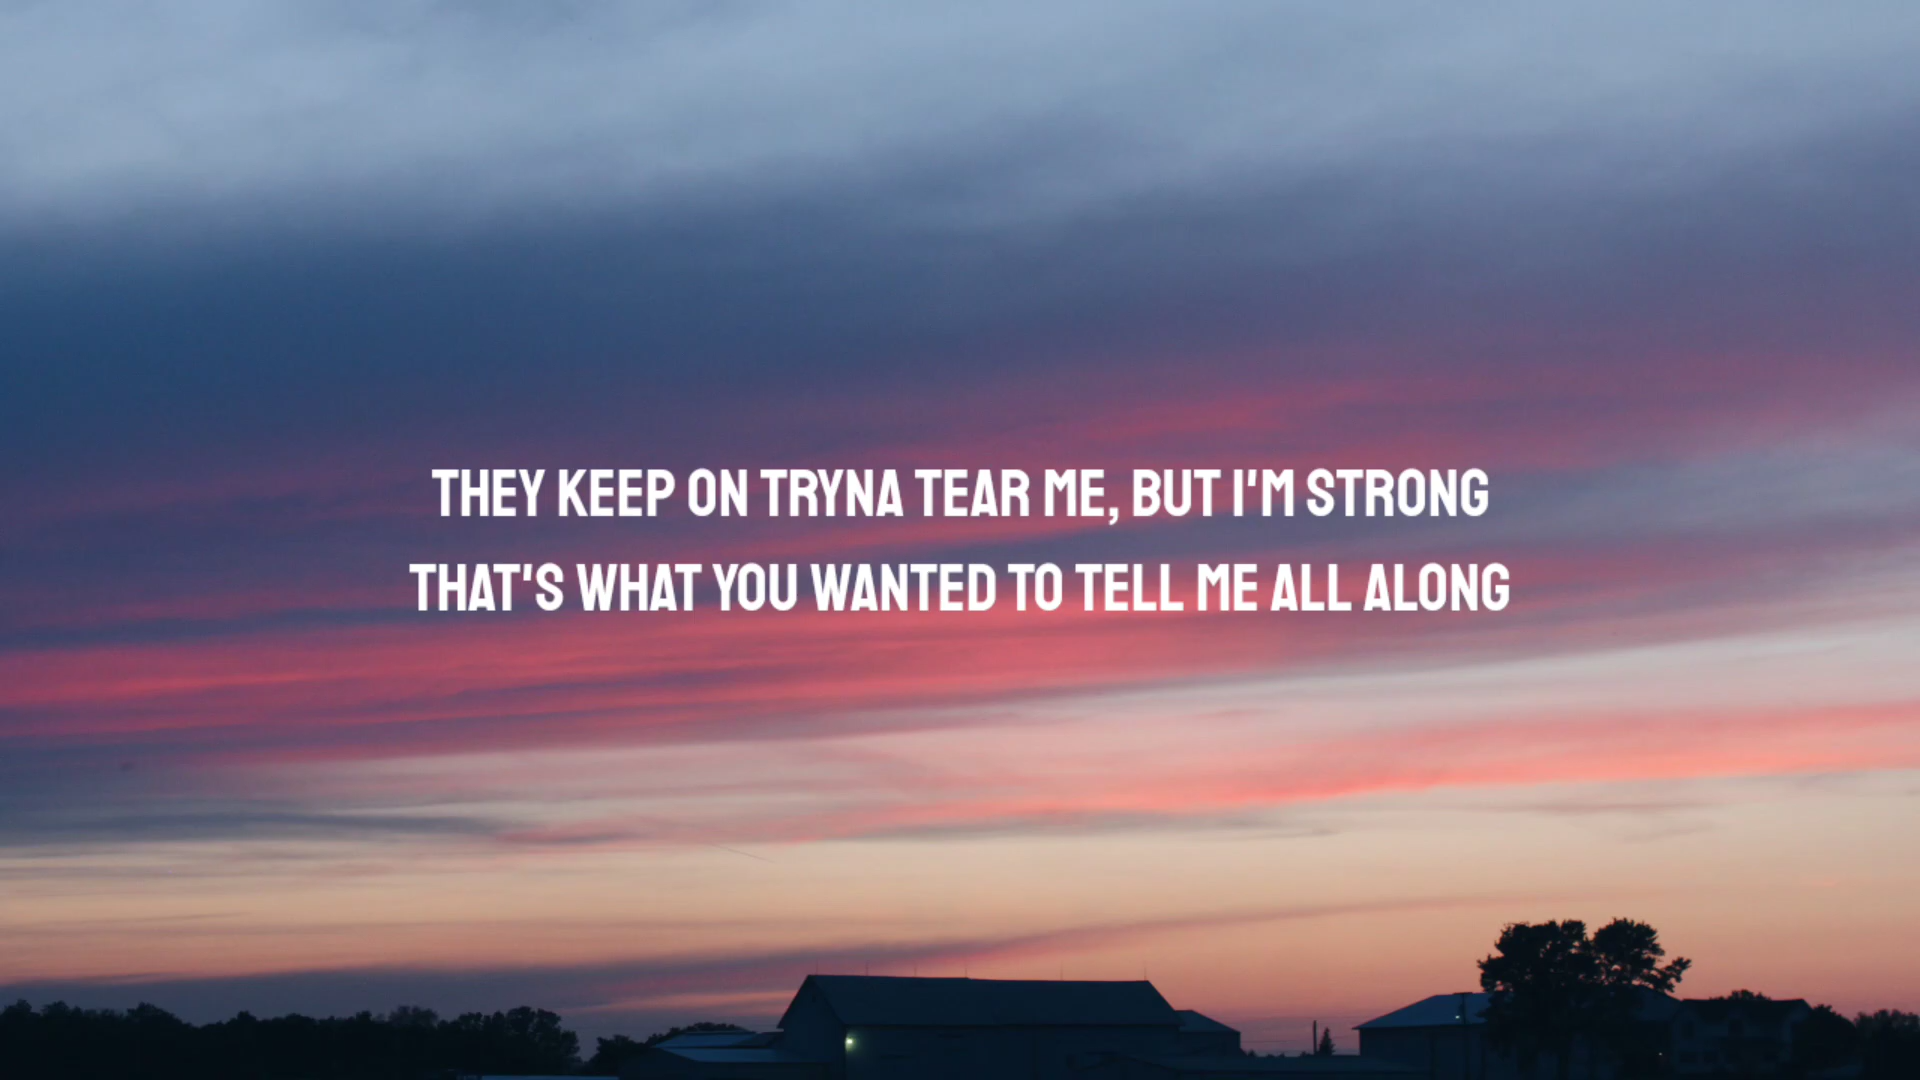 THEY KEEP ON TRYNA TEAR ME, BUT I'M STRONG
THAT'S WHAT YOU WANTED TO TELL ME ALL ALONG